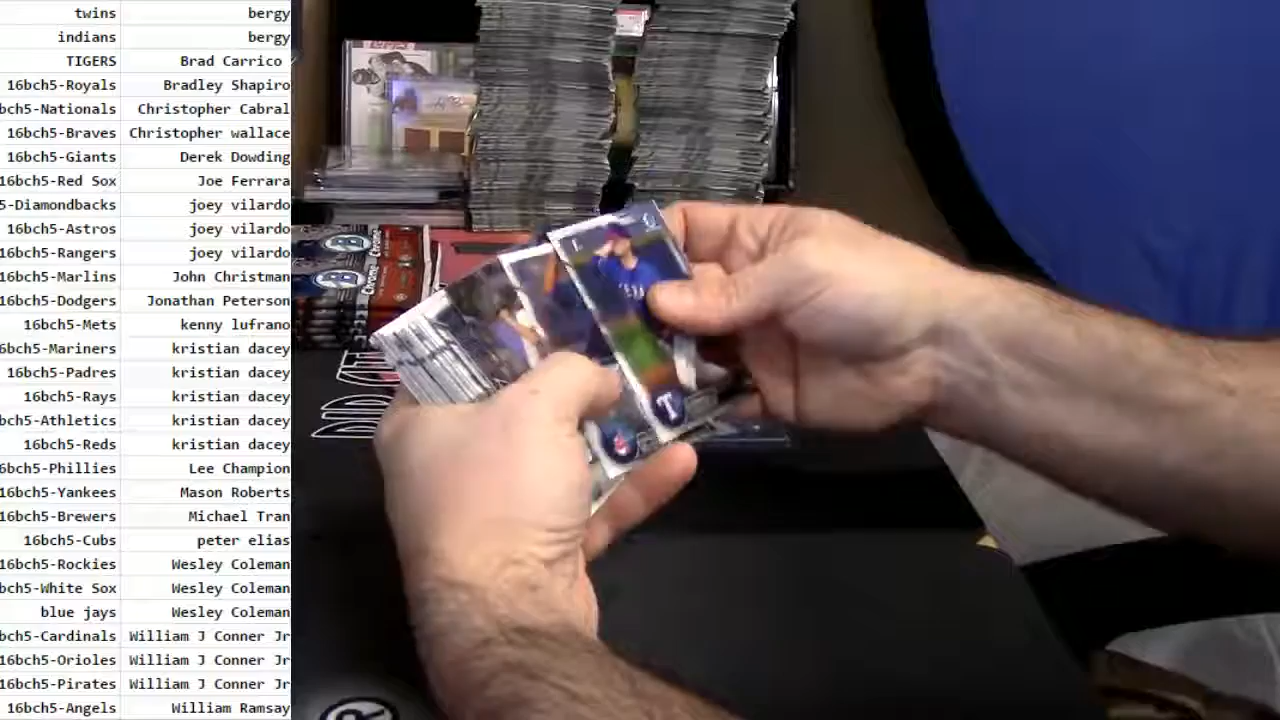 twins bergy
indians bergy
TIGERS Brad Carrico
16bch5-Royals Bradley Shapiro
bch5-Nationals Christopher Cabral
16bch5-Braves Christopher wallace
16bch5-Giants Derek Dowding
16bch5-Red Sox Joe Ferrara
5-Diamondbacks joey vilardo
16bch5-Astros joey vilardo
16bch5-Rangers joey vilardo
16bch5-Marlins John Christman
16bch5-Dodgers Jonathan Peterson
16bch5-Mets kenny lufrano
16bch5-Mariners kristian dacey
16bch5-Padres kristian dacey
16bch5-Rays kristian dacey
bch5-Athletics kristian dacey
16bch5-Reds kristian dacey
16bch5-Phillies Lee Champion
16bch5-Yankees Mason Roberts
16bch5-Brewers Michael Tran
16bch5-Cubs peter elias
16bch5-Rockies Wesley Coleman
bch5-White Sox Wesley Coleman
blue jays Wesley Coleman
bch5-Cardinals William J Conner Jr
16bch5-Orioles William J Conner Jr
16bch5-Pirates William J Conner Jr
16bch5-Angels William Ramsay
B Chrome
B Chrome
T
R